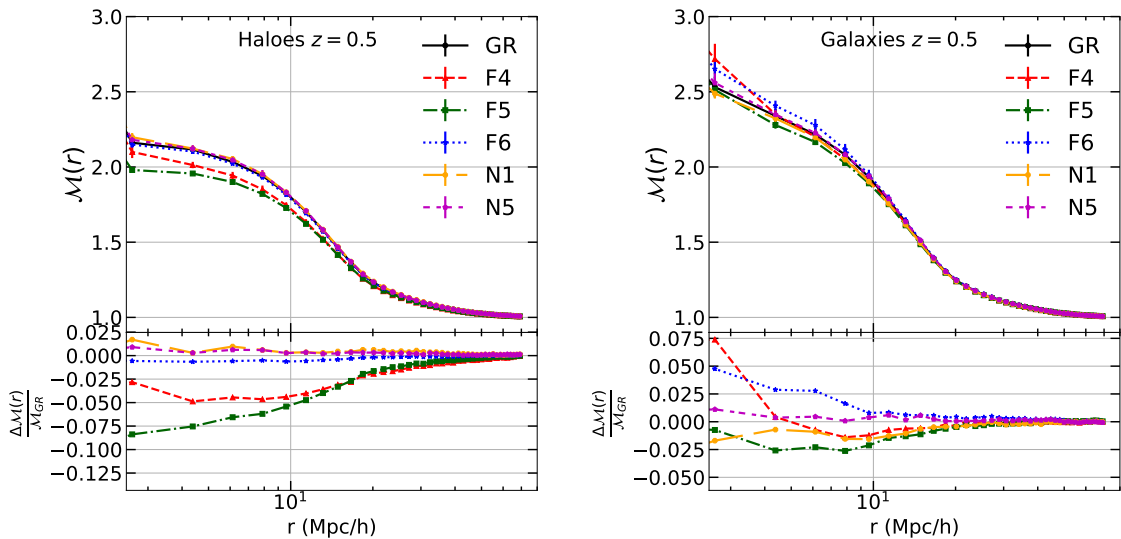 Haloes z = 0.5
GR
F4
F5
F6
N1
N5
3.0
2.5
2.0
1.5
1.0
ℳ(r)
0.025
0.000
−0.025
−0.050
−0.075
−0.100
−0.125
Δℳ(r)
ℳGR
10¹
r (Mpc/h)
Galaxies z = 0.5
GR
F4
F5
F6
N1
N5
3.0
2.5
2.0
1.5
1.0
ℳ(r)
0.075
0.050
0.025
0.000
−0.025
−0.050
Δℳ(r)
ℳGR
10¹
r (Mpc/h)